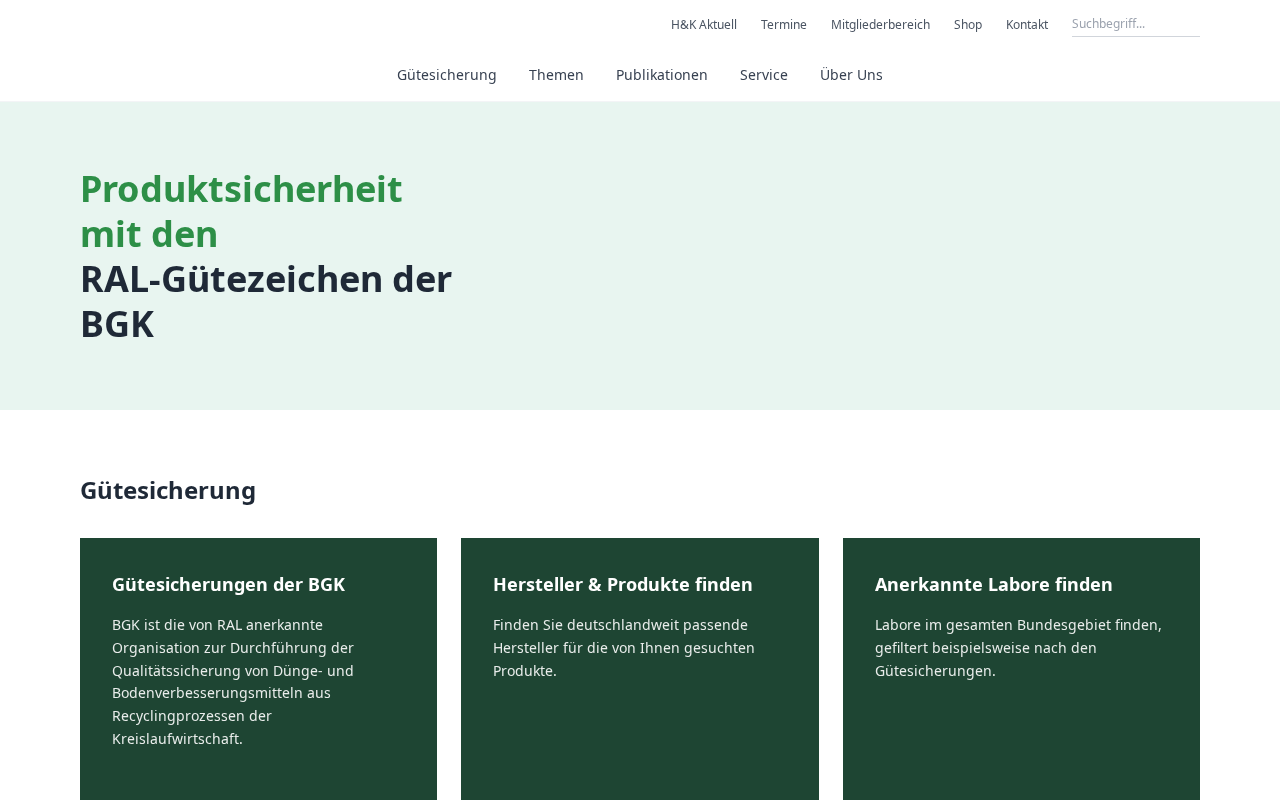 H&K Aktuell Termine Mitgliederbereich Shop Kontakt Suchbegriff...
Gütesicherung Themen Publikationen Service Über Uns
Produktsicherheit
mit den
RAL-Gütezeichen der
BGK
Gütesicherung
Gütesicherungen der BGK
BGK ist die von RAL anerkannte
Organisation zur Durchführung der
Qualitätssicherung von Dünge- und
Bodenverbesserungsmitteln aus
Recyclingprozessen der
Kreislaufwirtschaft.
Hersteller & Produkte finden
Finden Sie deutschlandweit passende
Hersteller für die von Ihnen gesuchten
Produkte.
Anerkannte Labore finden
Labore im gesamten Bundesgebiet finden,
gefiltert beispielsweise nach den
Gütesicherungen.